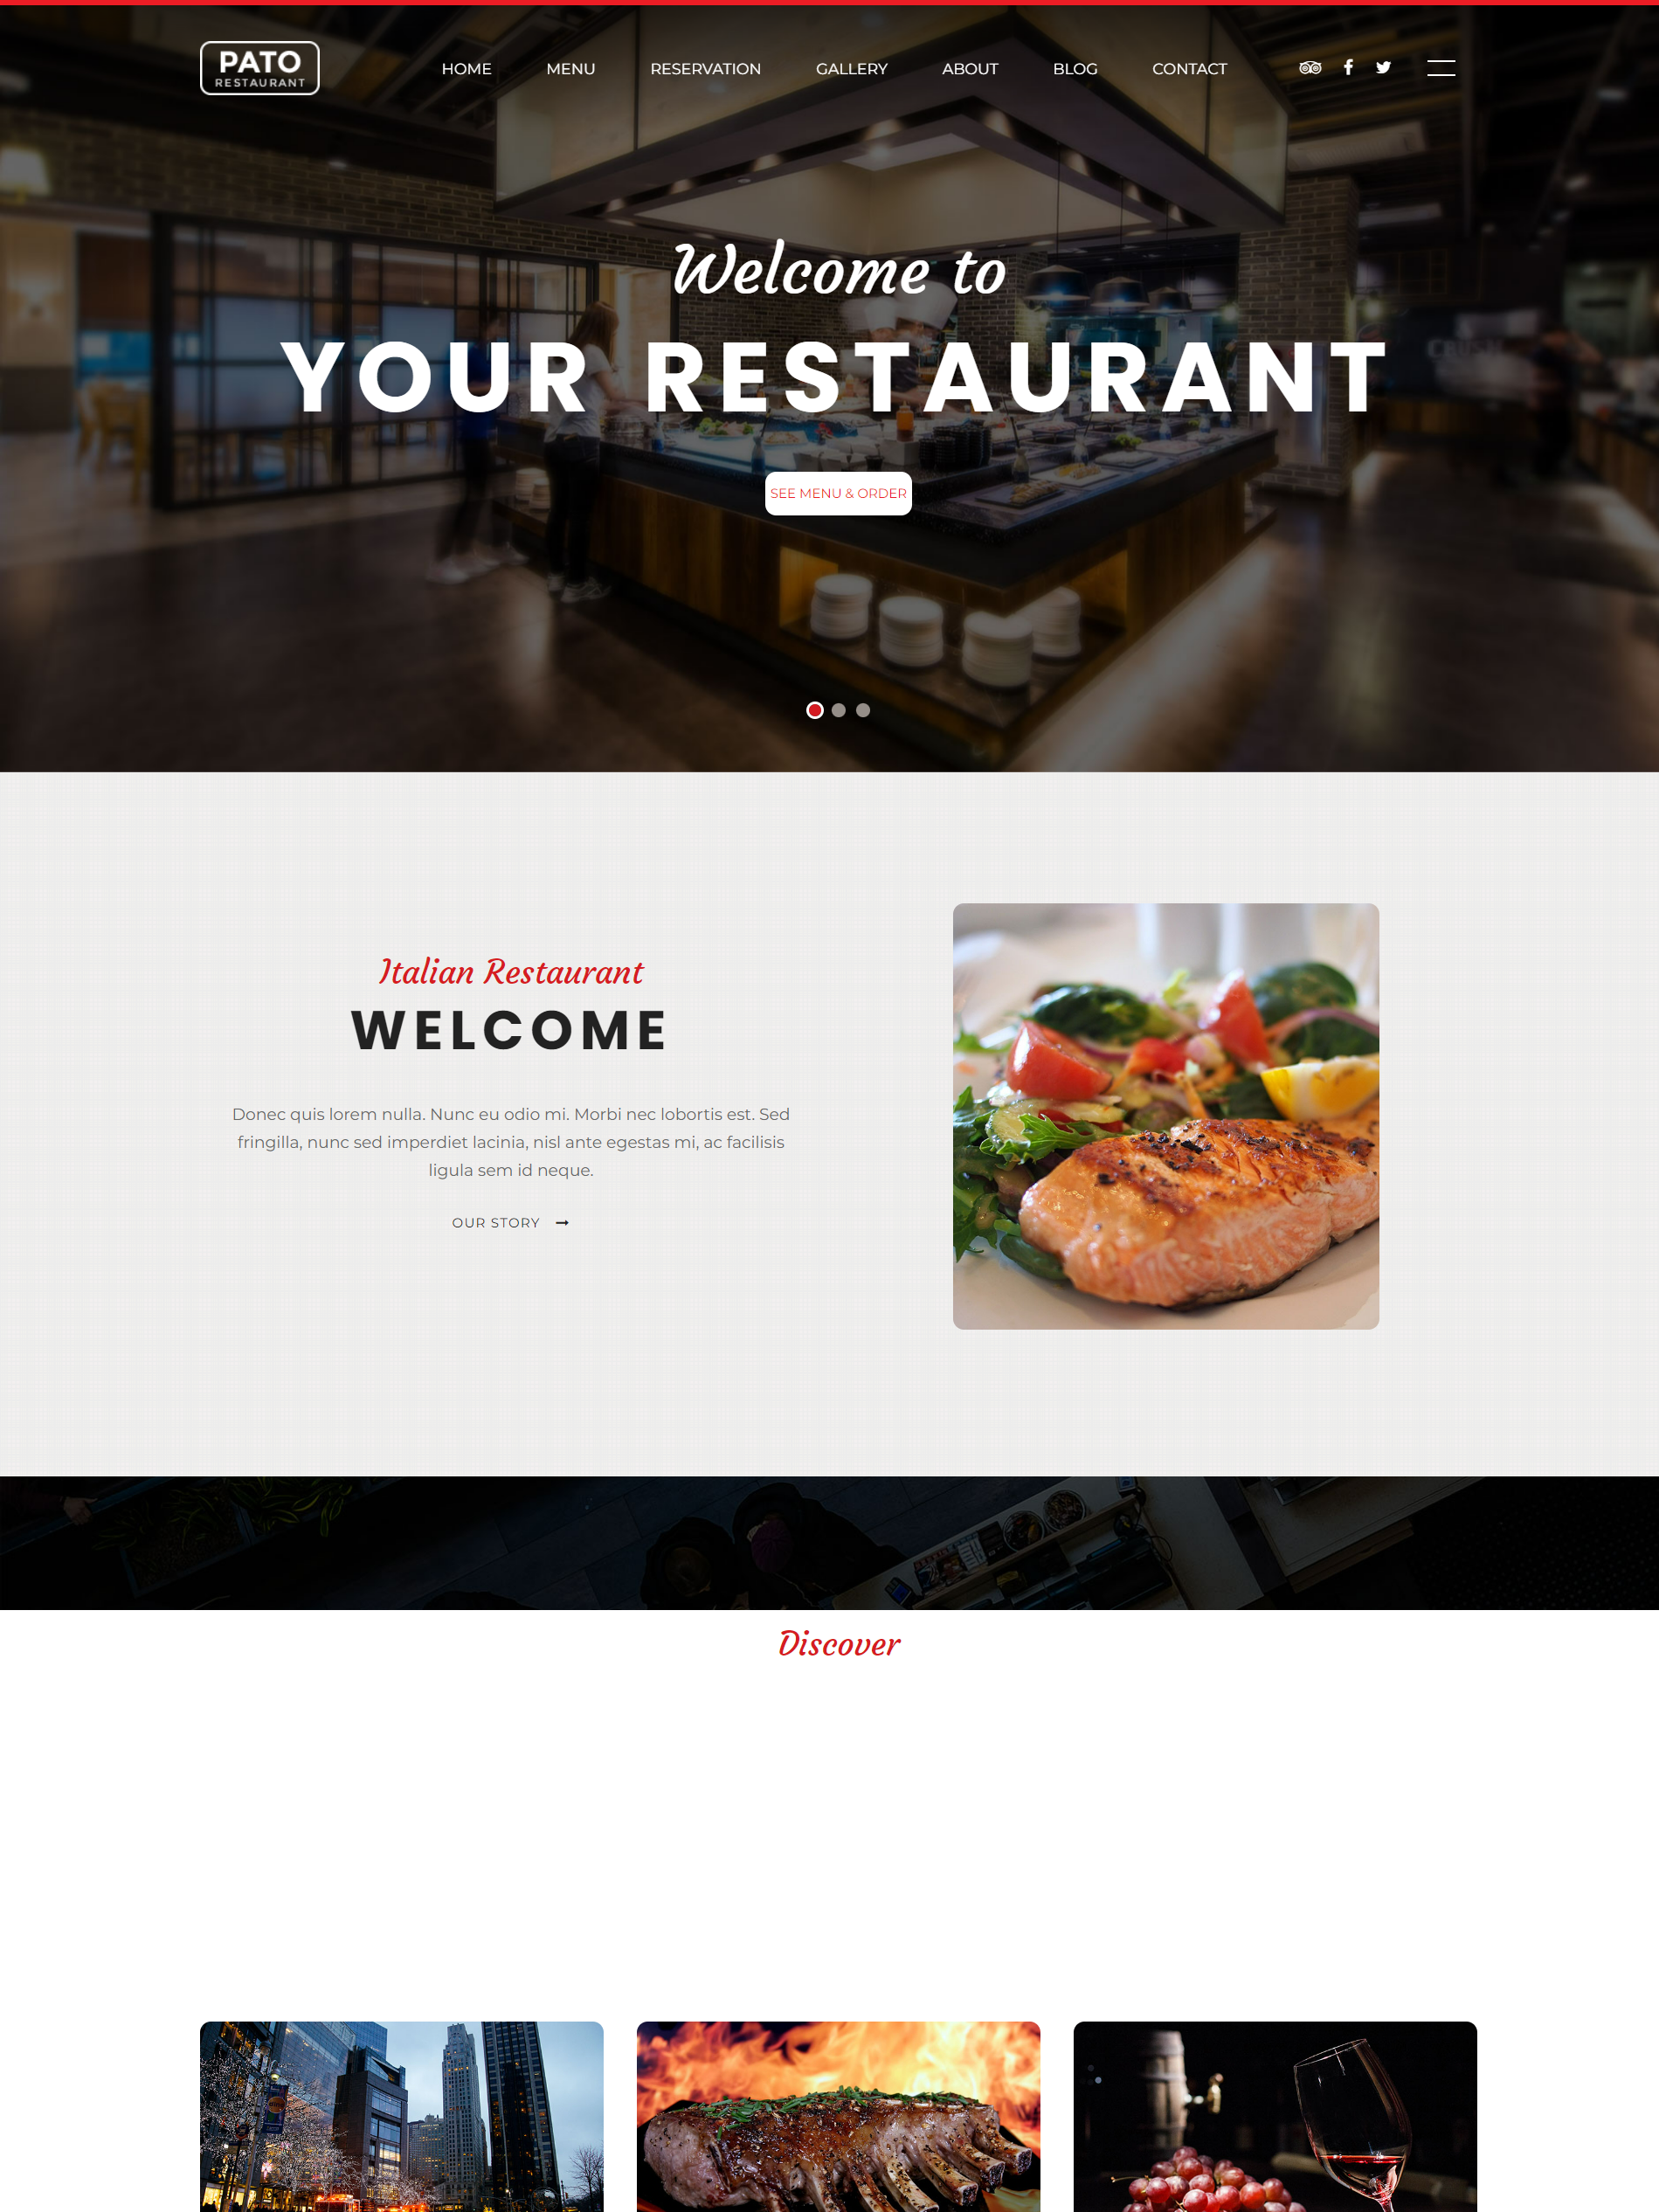 PATO
RESTAURANT
HOME MENU RESERVATION GALLERY ABOUT BLOG CONTACT
Welcome to
YOUR RESTAURANT
SEE MENU & ORDER
Italian Restaurant
WELCOME
Donec quis lorem nulla. Nunc eu odio mi. Morbi nec lobortis est. Sed
fringilla, nunc sed imperdiet lacinia, nisl ante egestas mi, ac facilisis
ligula sem id neque.
OUR STORY
Discover